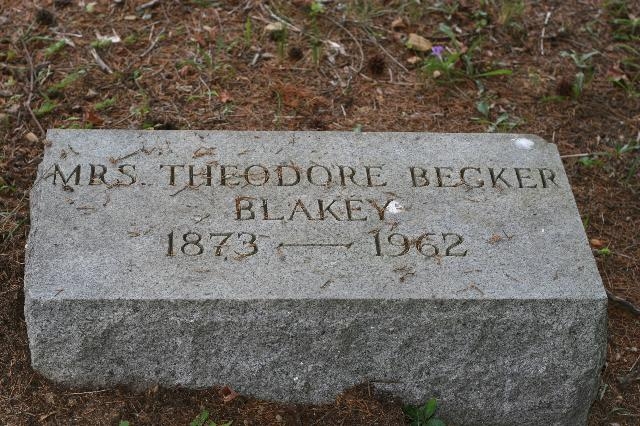 MRS. THEODORE BECKER
BLAKEY
1873 — 1962